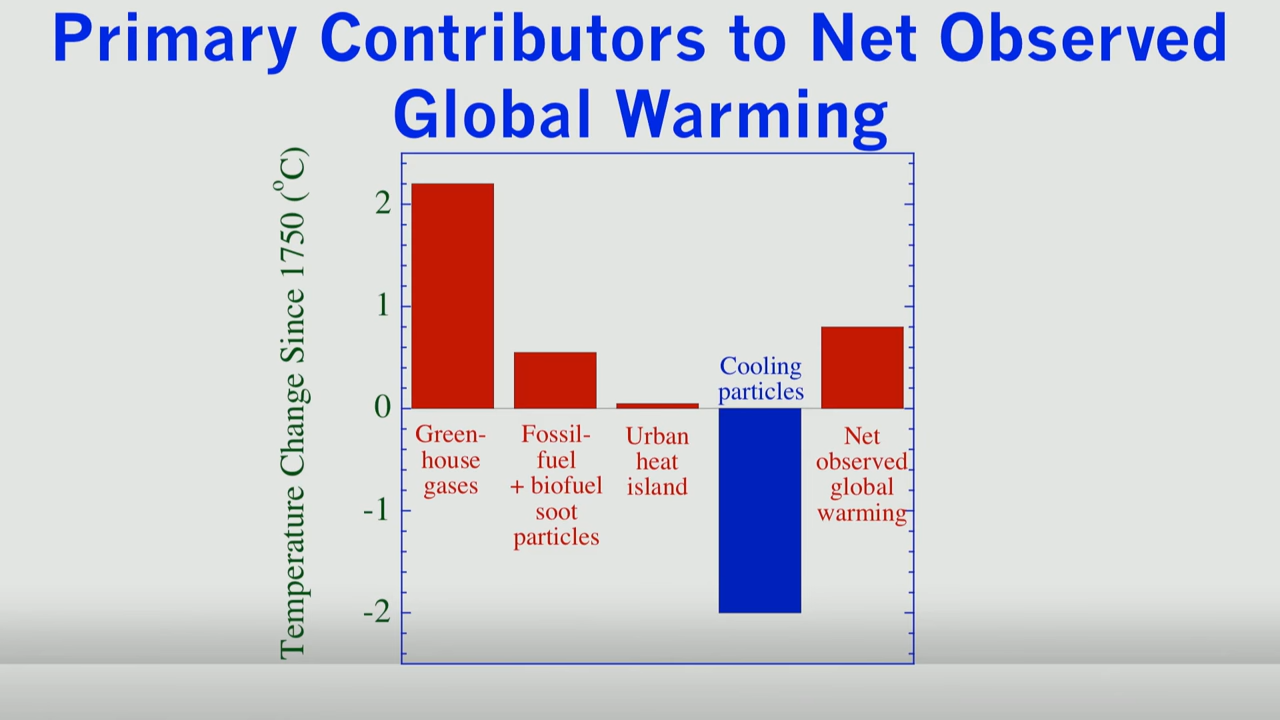 Primary Contributors to Net Observed
Global Warming
Temperature Change Since 1750 (°C)
2
1
0
-1
-2
Green-
house
gases
Fossil-
fuel
+ biofuel
soot
particles
Urban
heat
island
Cooling
particles
Net
observed
global
warming